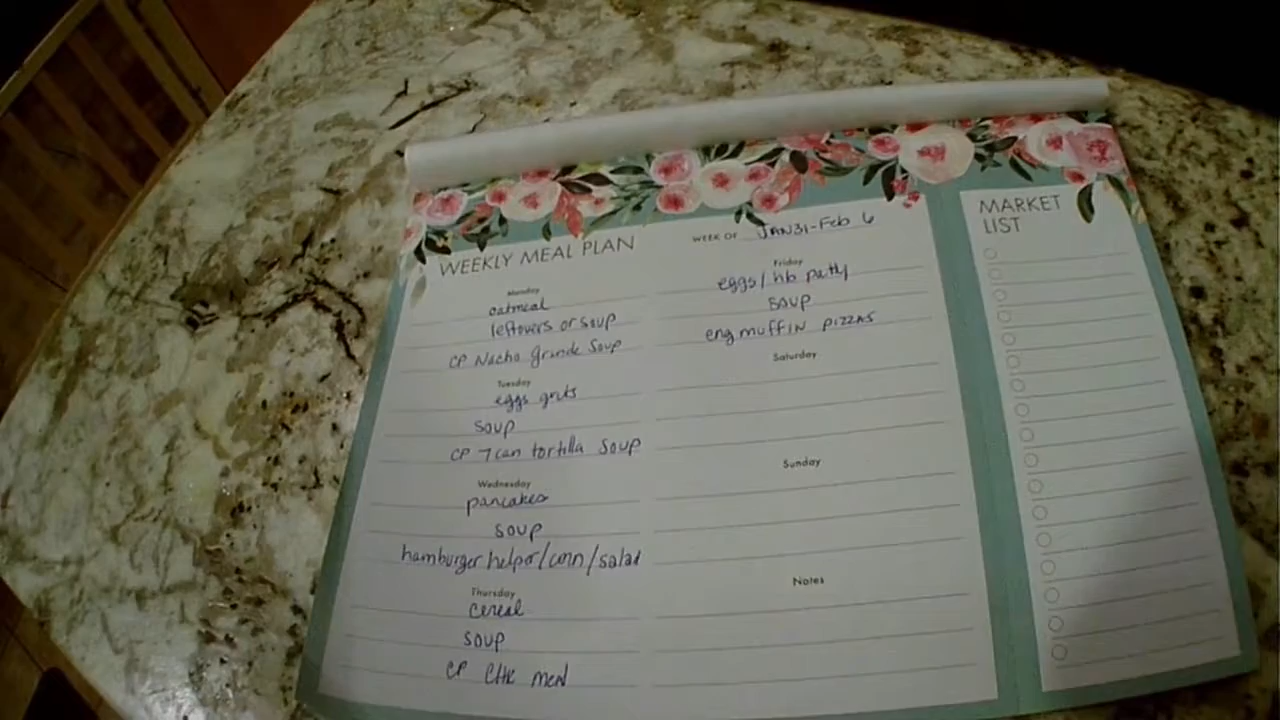 WEEKLY MEAL PLAN
WEEK OF JAN31-Feb 6
Monday
oatmeal
leftovers or soup
CP Nacho Grande Soup
Tuesday
eggs grits
soup
CP 7 can tortilla soup
Wednesday
pancakes
soup
hamburger helper/corn/salad
Thursday
cereal
soup
CP
Friday
eggs/hb patty
soup
eng muffin pizzas
Saturday
Sunday
Notes
MARKET
LIST